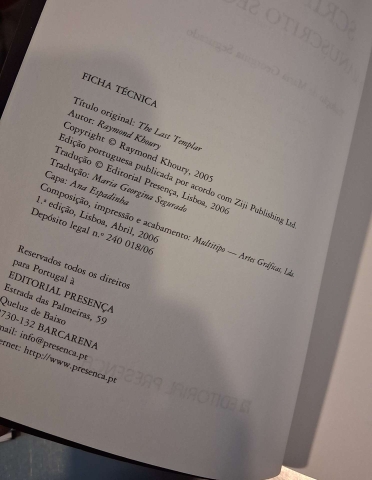 FICHA TÉCNICA
Título original: The Last Templar
Autor: Raymond Khoury
Copyright © Raymond Khoury, 2005
Edição portuguesa publicada por acordo com Ziji Publishing Ltd.
Tradução © Editorial Presença, Lisboa, 2006
Tradução: Maria Georgina Segurado
Capa: Ana Espadinha
Composição, impressão e acabamento: Multitipo — Artes Gráficas, Lda.
1.ª edição, Lisboa, Abril, 2006
Depósito legal n.º 240 018/06
Reservados todos os direitos
para Portugal à
EDITORIAL PRESENÇA
Estrada das Palmeiras, 59
Queluz de Baixo
2730-132 BARCARENA
mail: info@presenca.pt
ernet: http://www.presenca.pt